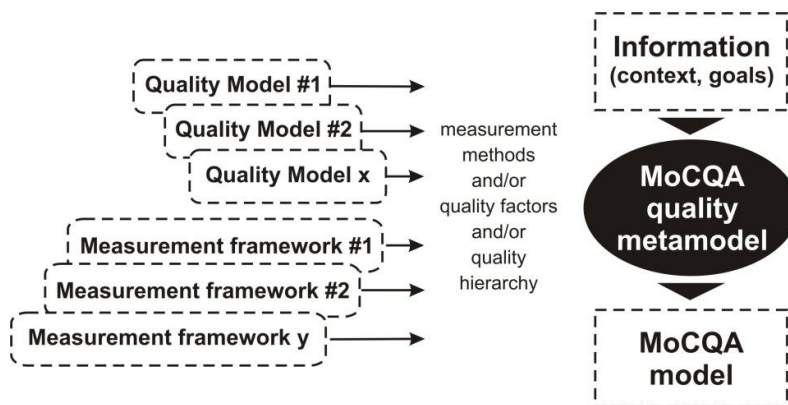 Quality Model #1
Quality Model #2
Quality Model x
Measurement framework #1
Measurement framework #2
Measurement framework y
measurement
methods
and/or
quality factors
and/or
quality
hierarchy
Information
(context, goals)
MoCQA
quality
metamodel
MoCQA
model